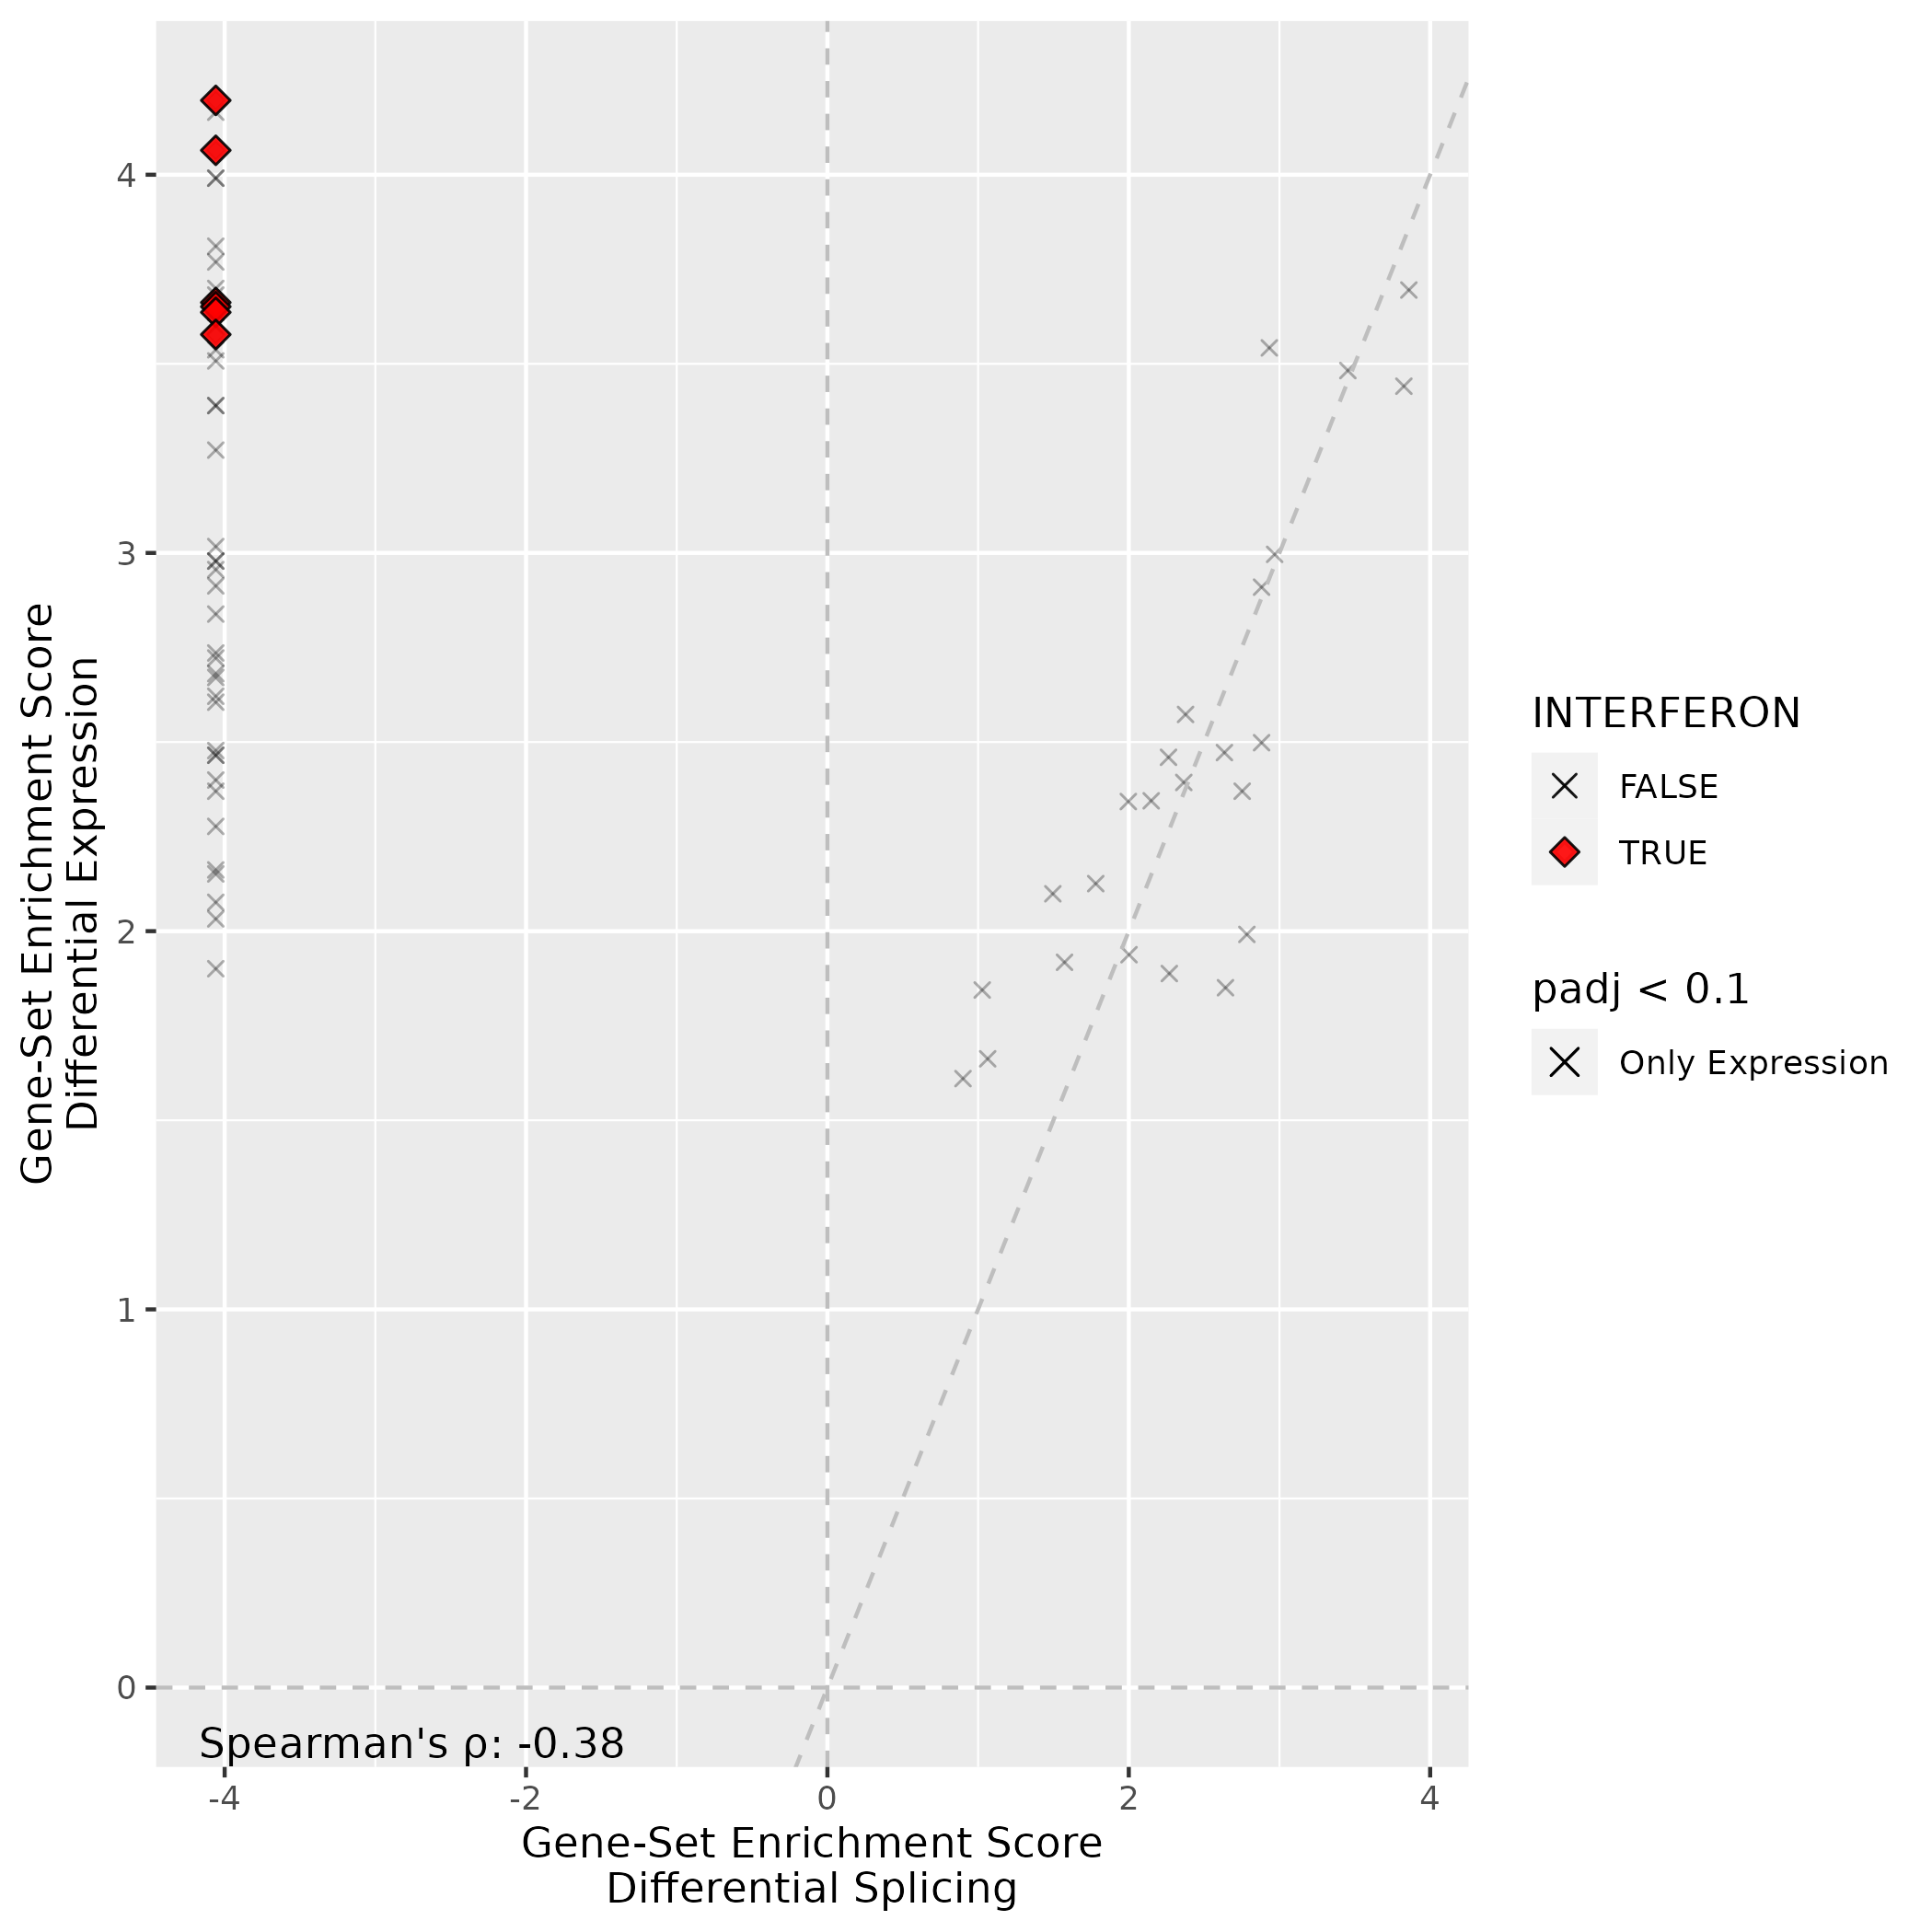 Gene-Set Enrichment Score
Differential Expression
4
3
2
1
0
Spearman's ρ: -0.38
-4
-2
0
2
4
Gene-Set Enrichment Score
Differential Splicing
INTERFERON
FALSE
TRUE
padj < 0.1
Only Expression